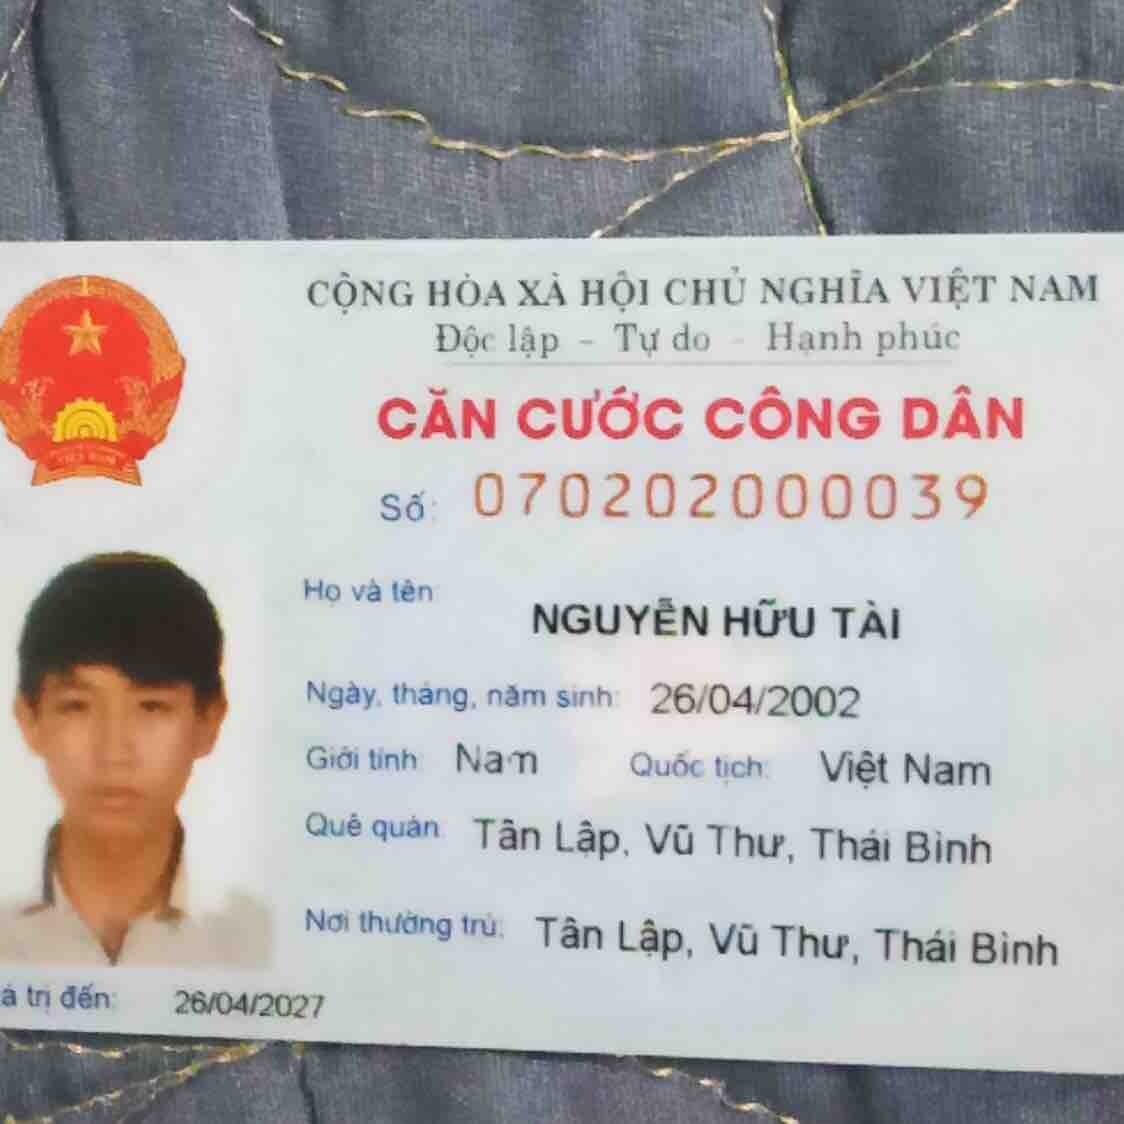 CỘNG HÒA XÃ HỘI CHỦ NGHĨA VIỆT NAM
Độc lập - Tự do - Hạnh phúc
CĂN CƯỚC CÔNG DÂN
Số: 070202000039
Họ và tên:
NGUYỄN HỮU TÀI
Ngày, tháng, năm sinh: 26/04/2002
Giới tính: Nam Quốc tịch: Việt Nam
Quê quán: Tân Lập, Vũ Thư, Thái Bình
Nơi thường trú: Tân Lập, Vũ Thư, Thái Bình
á trị đến: 26/04/2027